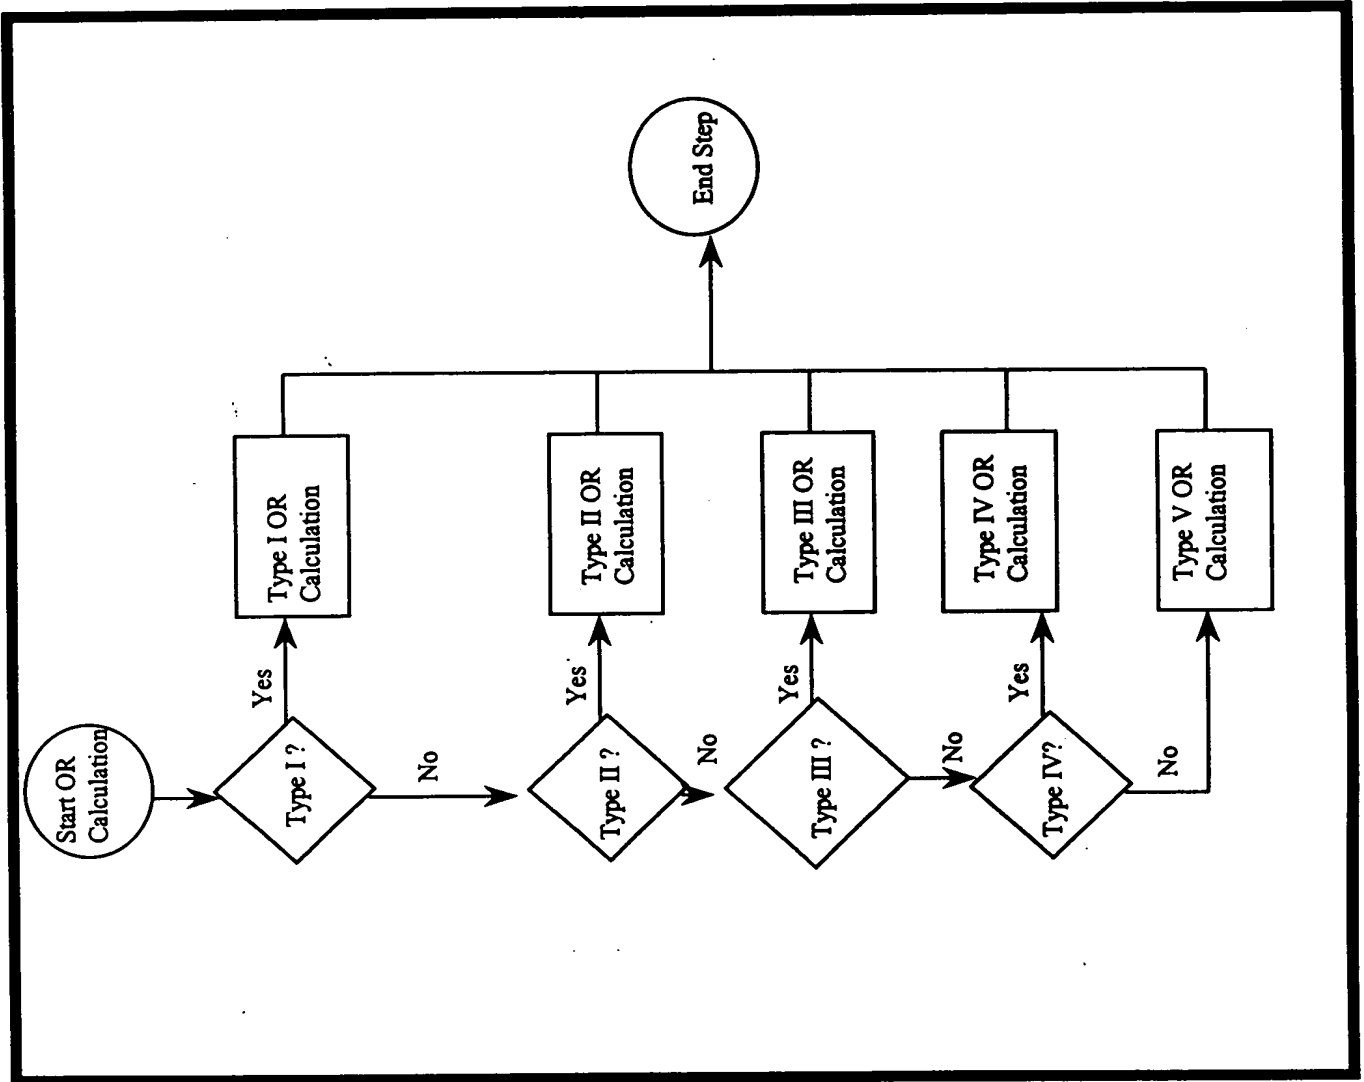 Start OR
Calculation
Type I ?
Yes
No
Type I OR
Calculation
Type II ?
Yes
No
Type II OR
Calculation
Type III ?
Yes
No
Type III OR
Calculation
Type IV?
Yes
No
Type IV OR
Calculation
Type V OR
Calculation
End Step